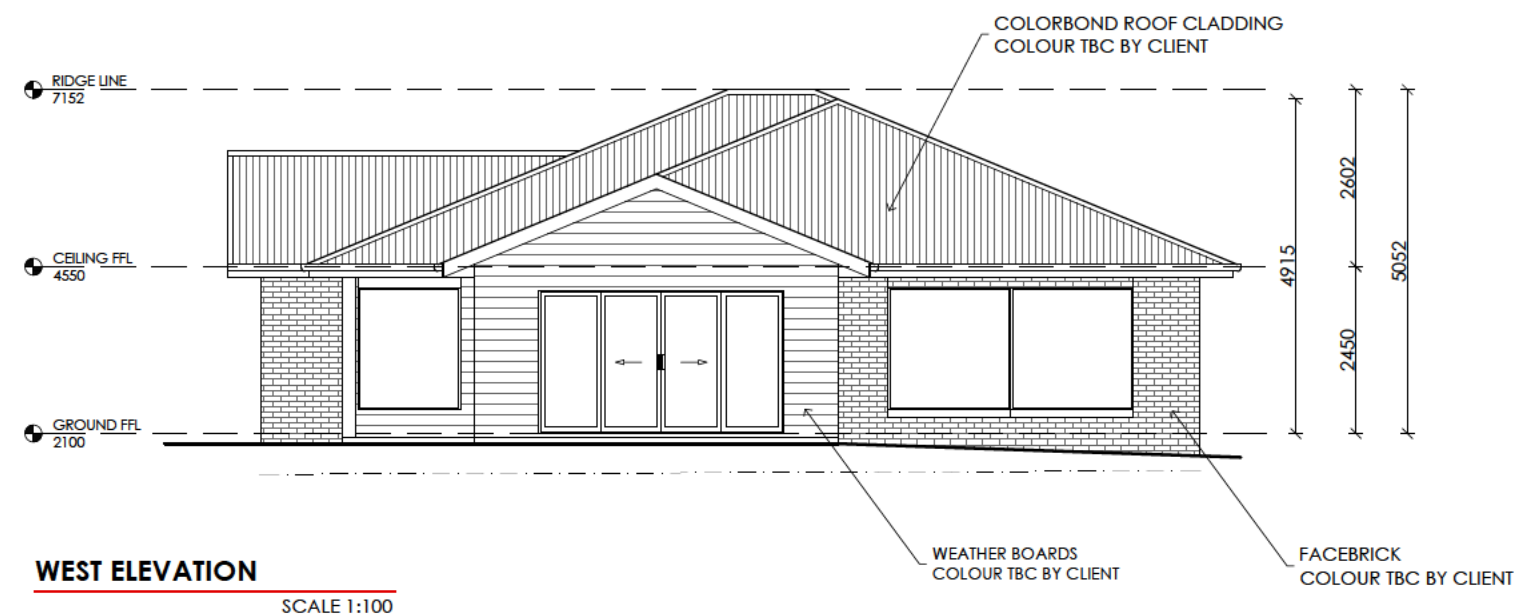 COLORBOND ROOF CLADDING
COLOUR TBC BY CLIENT
RIDGE LINE
7152
CEILING FFL
4550
GROUND FFL
2100
4915
2602
2450
5052
WEATHER BOARDS
COLOUR TBC BY CLIENT
FACEBRICK
COLOUR TBC BY CLIENT
WEST ELEVATION
SCALE 1:100